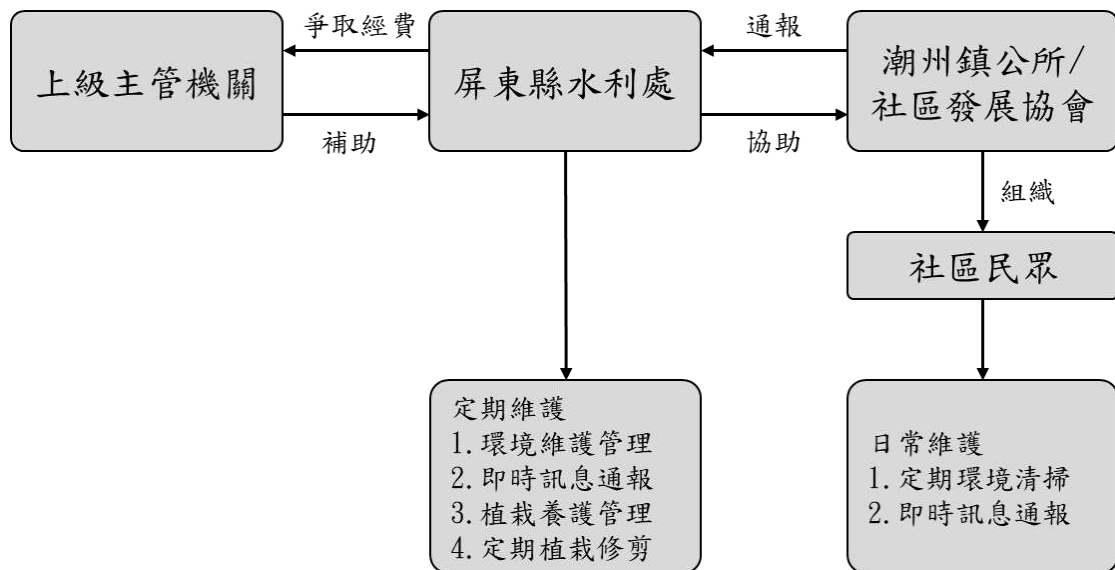 爭取經費
通報
上級主管機關
屏東縣水利處
潮州鎮公所/
社區發展協會
補助
協助
組織
社區民眾
定期維護
1.環境維護管理
2.即時訊息通報
3.植栽養護管理
4.定期植栽修剪
日常維護
1.定期環境清掃
2.即時訊息通報